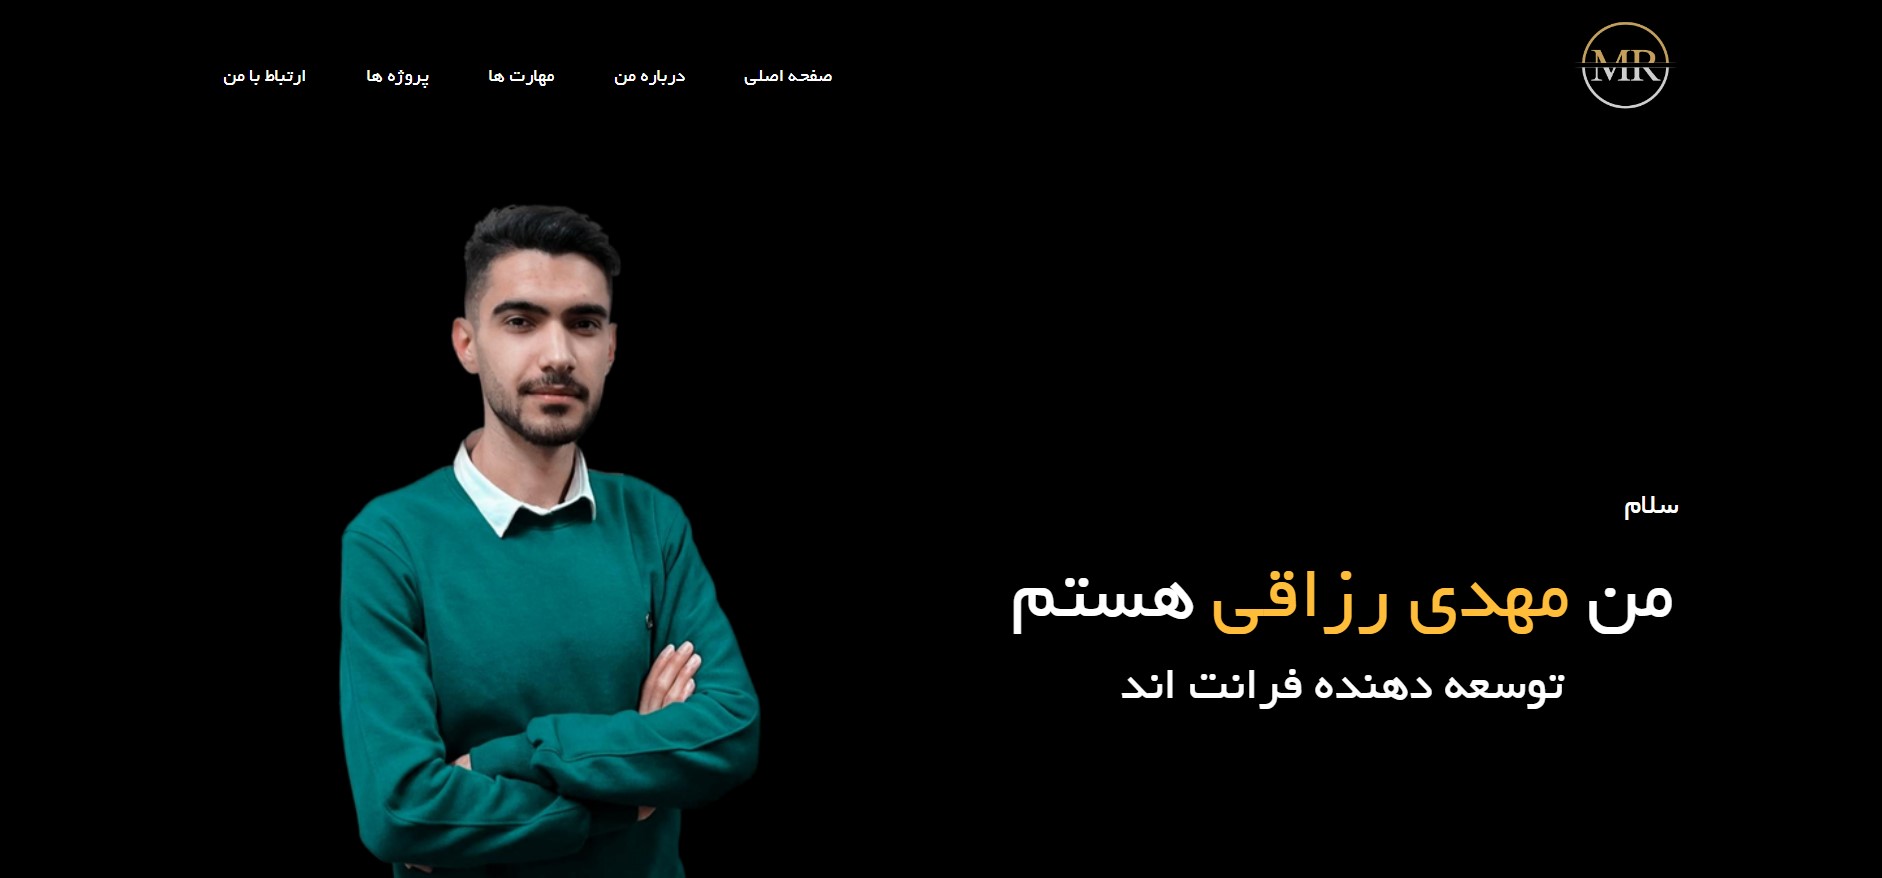 MR
صفحه اصلی درباره من مهارت ها پروژه ها ارتباط با من
سلام
من مهدی رزاقی هستم
توسعه دهنده فرانت اند